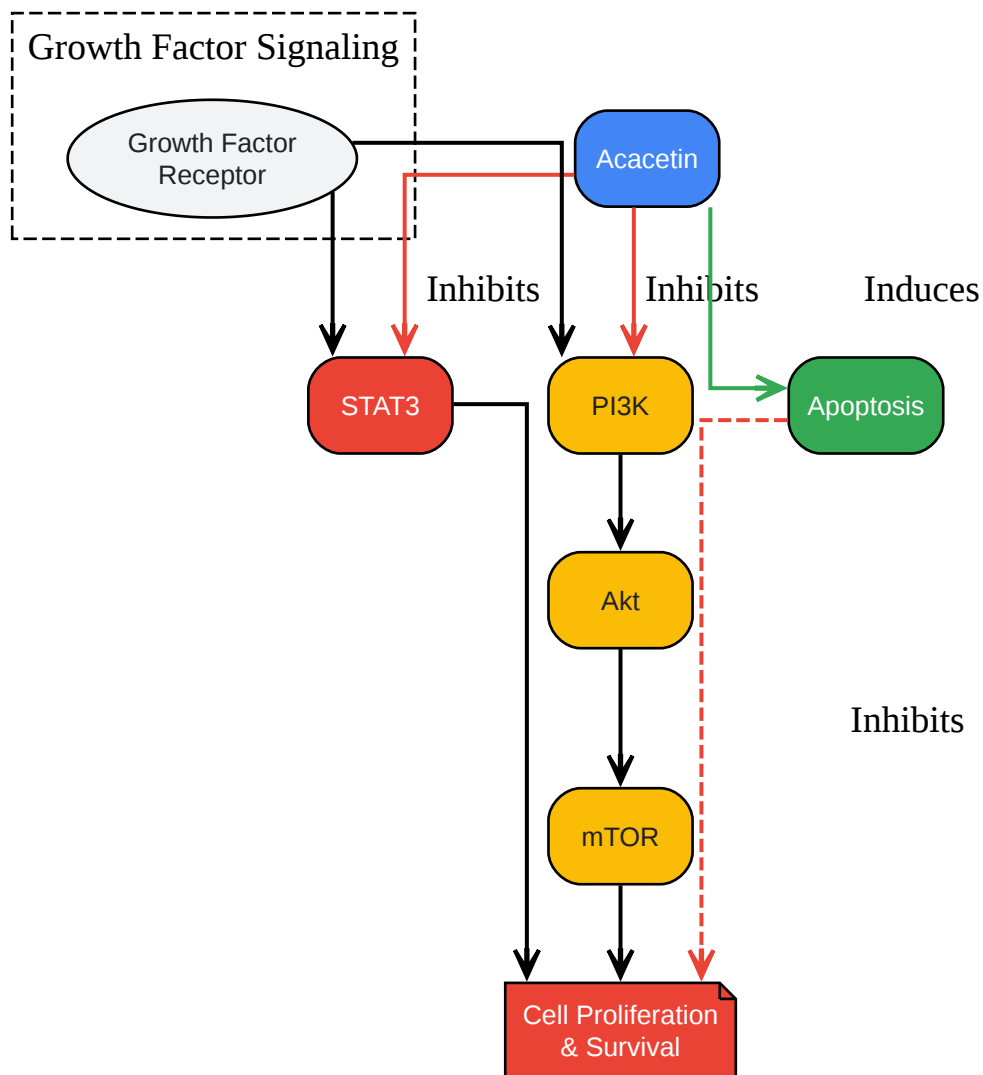 Growth Factor Signaling
Growth Factor
Receptor
Acacetin
Inhibits
Inhibits
Induces
STAT3
PI3K
Apoptosis
Akt
Inhibits
mTOR
Cell Proliferation
& Survival